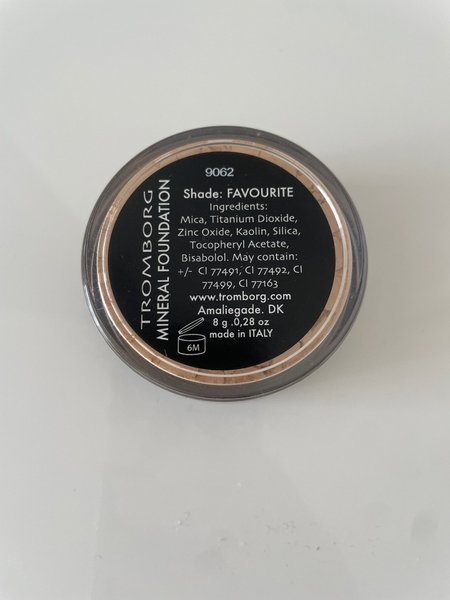 9062
TROMBORG
MINERAL FOUNDATION
Shade: FAVOURITE
Ingredients:
Mica, Titanium Dioxide,
Zinc Oxide, Kaolin, Silica,
Tocopheryl Acetate,
Bisabolol. May contain:
+/- CI 77491, CI 77492, CI
77499, CI 77163
www.tromborg.com
Amaliegade. DK
8 g .0,28 oz
made in ITALY
6M